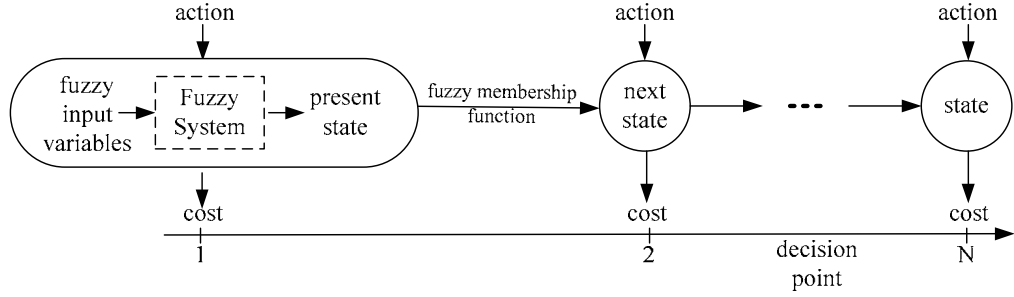 action
action
action
fuzzy
input
variables
Fuzzy
System
present
state
fuzzy membership
function
next
state
state
cost
cost
cost
1
2
decision
point
N